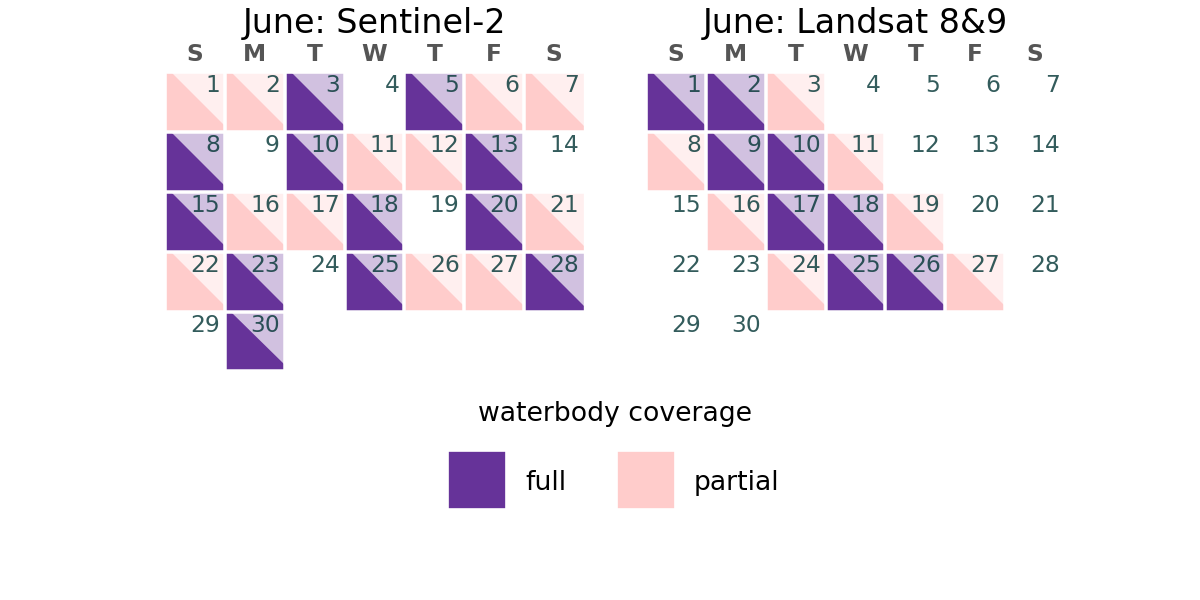 June: Sentinel-2
S M T W T F S
1 2 3 4 5 6 7
8 9 10 11 12 13 14
15 16 17 18 19 20 21
22 23 24 25 26 27 28
29 30
June: Landsat 8&9
S M T W T F S
1 2 3 4 5 6 7
8 9 10 11 12 13 14
15 16 17 18 19 20 21
22 23 24 25 26 27 28
29 30
waterbody coverage
full partial